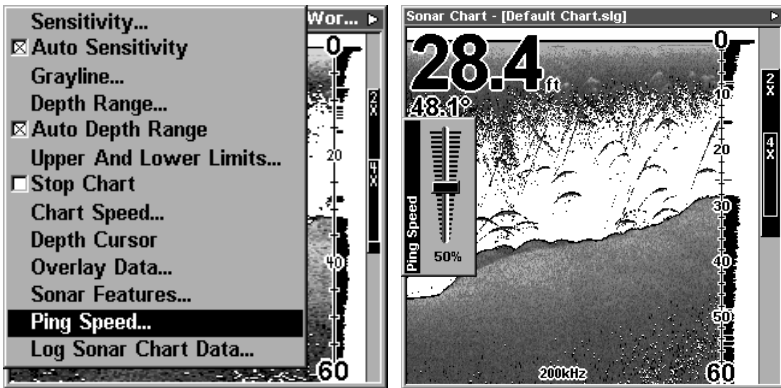 Sensitivity...
Auto Sensitivity
Grayline...
Depth Range...
Auto Depth Range
Upper And Lower Limits...
Stop Chart
Chart Speed...
Depth Cursor
Overlay Data...
Sonar Features...
Ping Speed...
Log Sonar Chart Data...
Wor...
0
20
40
60
2X
4X
Sonar Chart - [Default Chart.slg]
28.4 ft
48.1°
Ping Speed
50%
0
10
20
30
40
50
60
200kHz
2X
4X